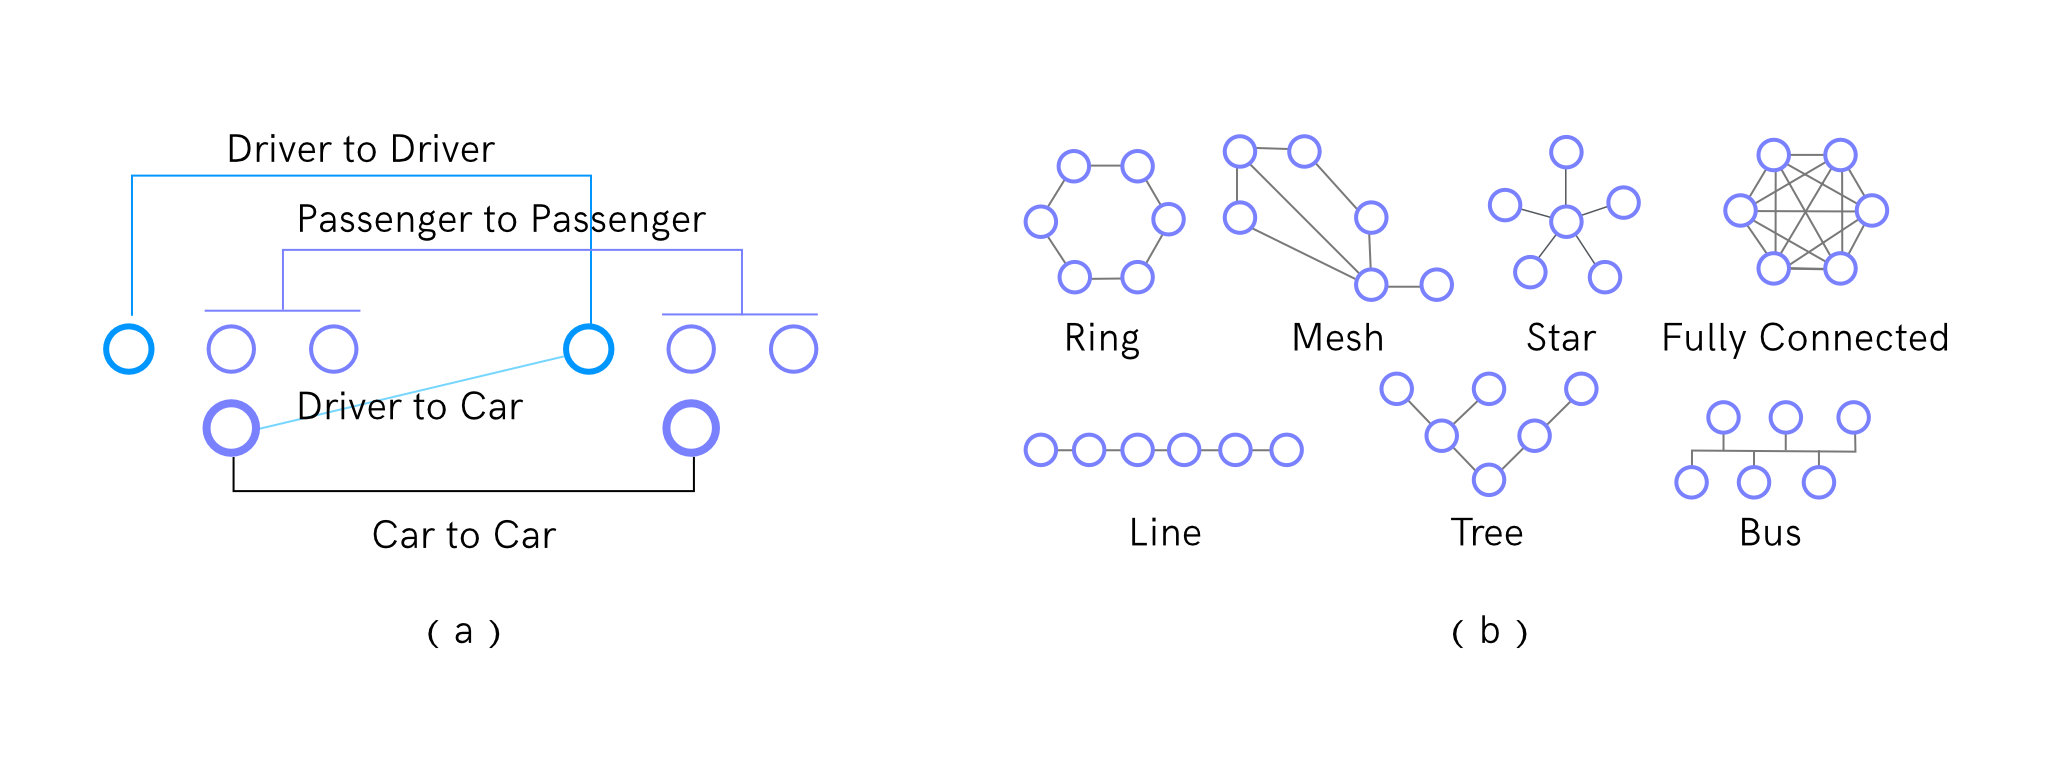 Driver to Driver
Passenger to Passenger
Driver to Car
Car to Car
( a )
Ring
Mesh
Star
Fully Connected
Line
Tree
Bus
( b )